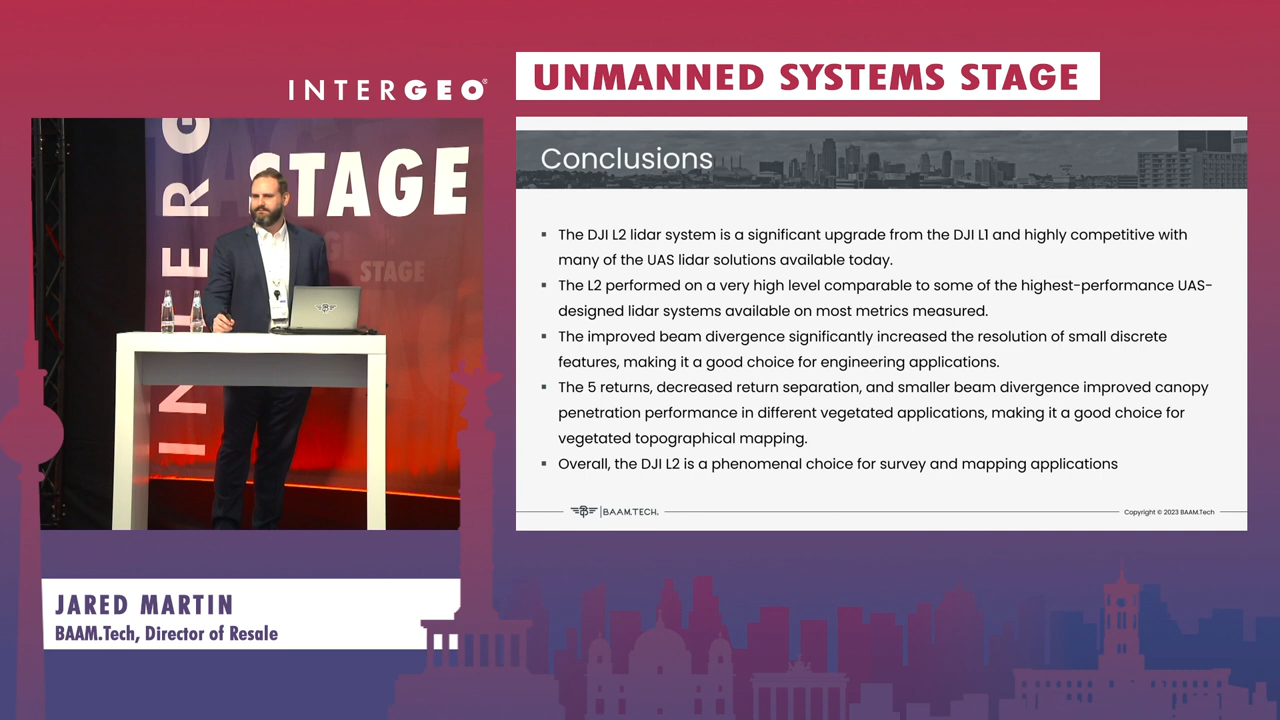 INTERGEO®
UNMANNED SYSTEMS STAGE
INTERG
STAGE
STAGE
Conclusions
▪ The DJI L2 lidar system is a significant upgrade from the DJI L1 and highly competitive with
many of the UAS lidar solutions available today.
▪ The L2 performed on a very high level comparable to some of the highest-performance UAS-
designed lidar systems available on most metrics measured.
▪ The improved beam divergence significantly increased the resolution of small discrete
features, making it a good choice for engineering applications.
▪ The 5 returns, decreased return separation, and smaller beam divergence improved canopy
penetration performance in different vegetated applications, making it a good choice for
vegetated topographical mapping.
▪ Overall, the DJI L2 is a phenomenal choice for survey and mapping applications
BAAM.TECH.
Copyright © 2023 BAAM.Tech
JARED MARTIN
BAAM.Tech, Director of Resale